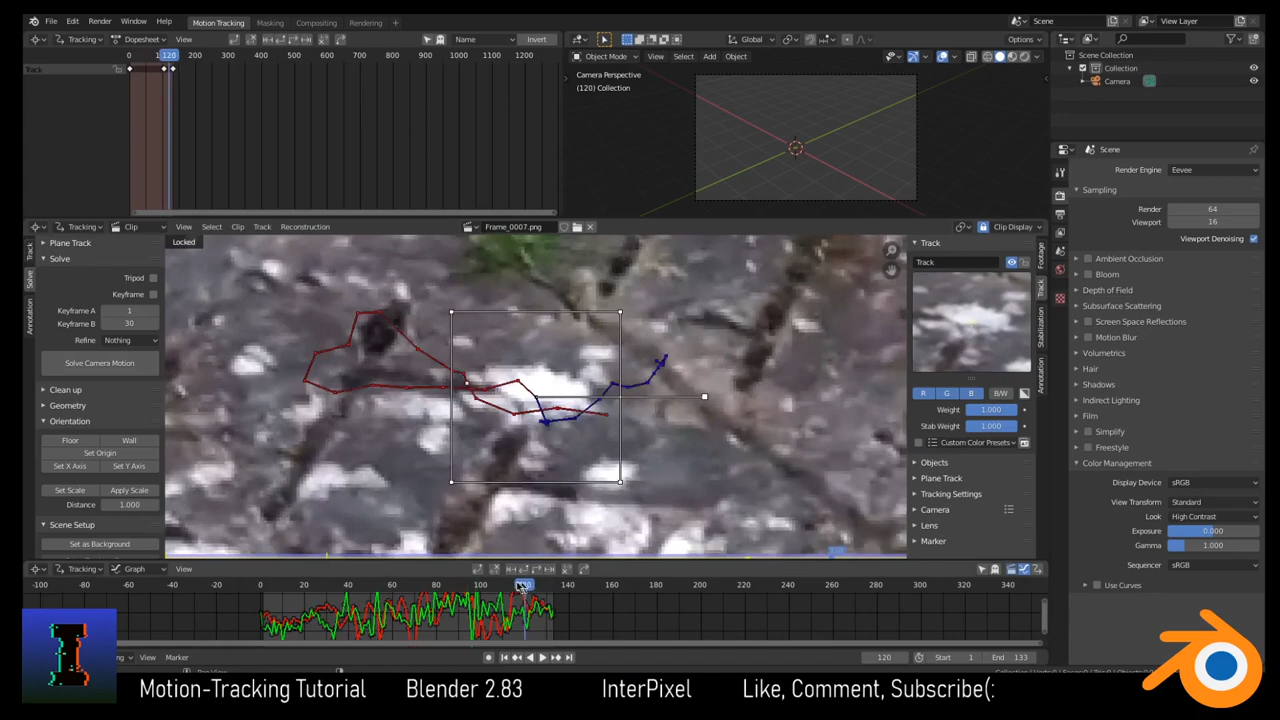 File Edit Render Window Help Motion Tracking Masking Compositing Rendering + Scene View Layer
Tracking Dopesheet Name Invert
0 120 200 300 400 500 600 700 800 900 1000 1100 1200
Track
Global Options
Object Mode View Select Add Object
Camera Perspective
(120) Collection
Scene Collection
Collection
Camera
Scene
Render Engine Eevee
Sampling
Render 64
Viewport 16
Viewport Denoising
Ambient Occlusion
Bloom
Depth of Field
Subsurface Scattering
Screen Space Reflections
Motion Blur
Volumetrics
Hair
Shadows
Indirect Lighting
Film
Simplify
Freestyle
Color Management
Display Device sRGB
View Transform Standard
Look High Contrast
Exposure 0.000
Gamma 1.000
Sequencer sRGB
Use Curves
Tracking Clip View Select Clip Track Reconstruction Frame_0007.png Clip Display
Locked
Track
Solve
Annotation
Plane Track
Solve
Tripod
Keyframe
Keyframe A 1
Keyframe B 30
Refine Nothing
Solve Camera Motion
Clean up
Geometry
Orientation
Floor Wall
Set Origin
Set X Axis Set Y Axis
Set Scale Apply Scale
Distance 1.000
Scene Setup
Set as Background
Track
Track
R G B B/W
Weight 1.000
Stab Weight 1.000
Custom Color Presets
Objects
Plane Track
Tracking Settings
Camera
Lens
Marker
Footage
Track
Stabilization
Annotation
Tracking Graph View
-100 -80 -60 -40 -20 0 20 40 60 80 100 120 140 160 180 200 220 240 260 280 300 320 340
View Marker 120 Start 1 End 133
Motion-Tracking Tutorial Blender 2.83 InterPixel Like, Comment, Subscribe(: